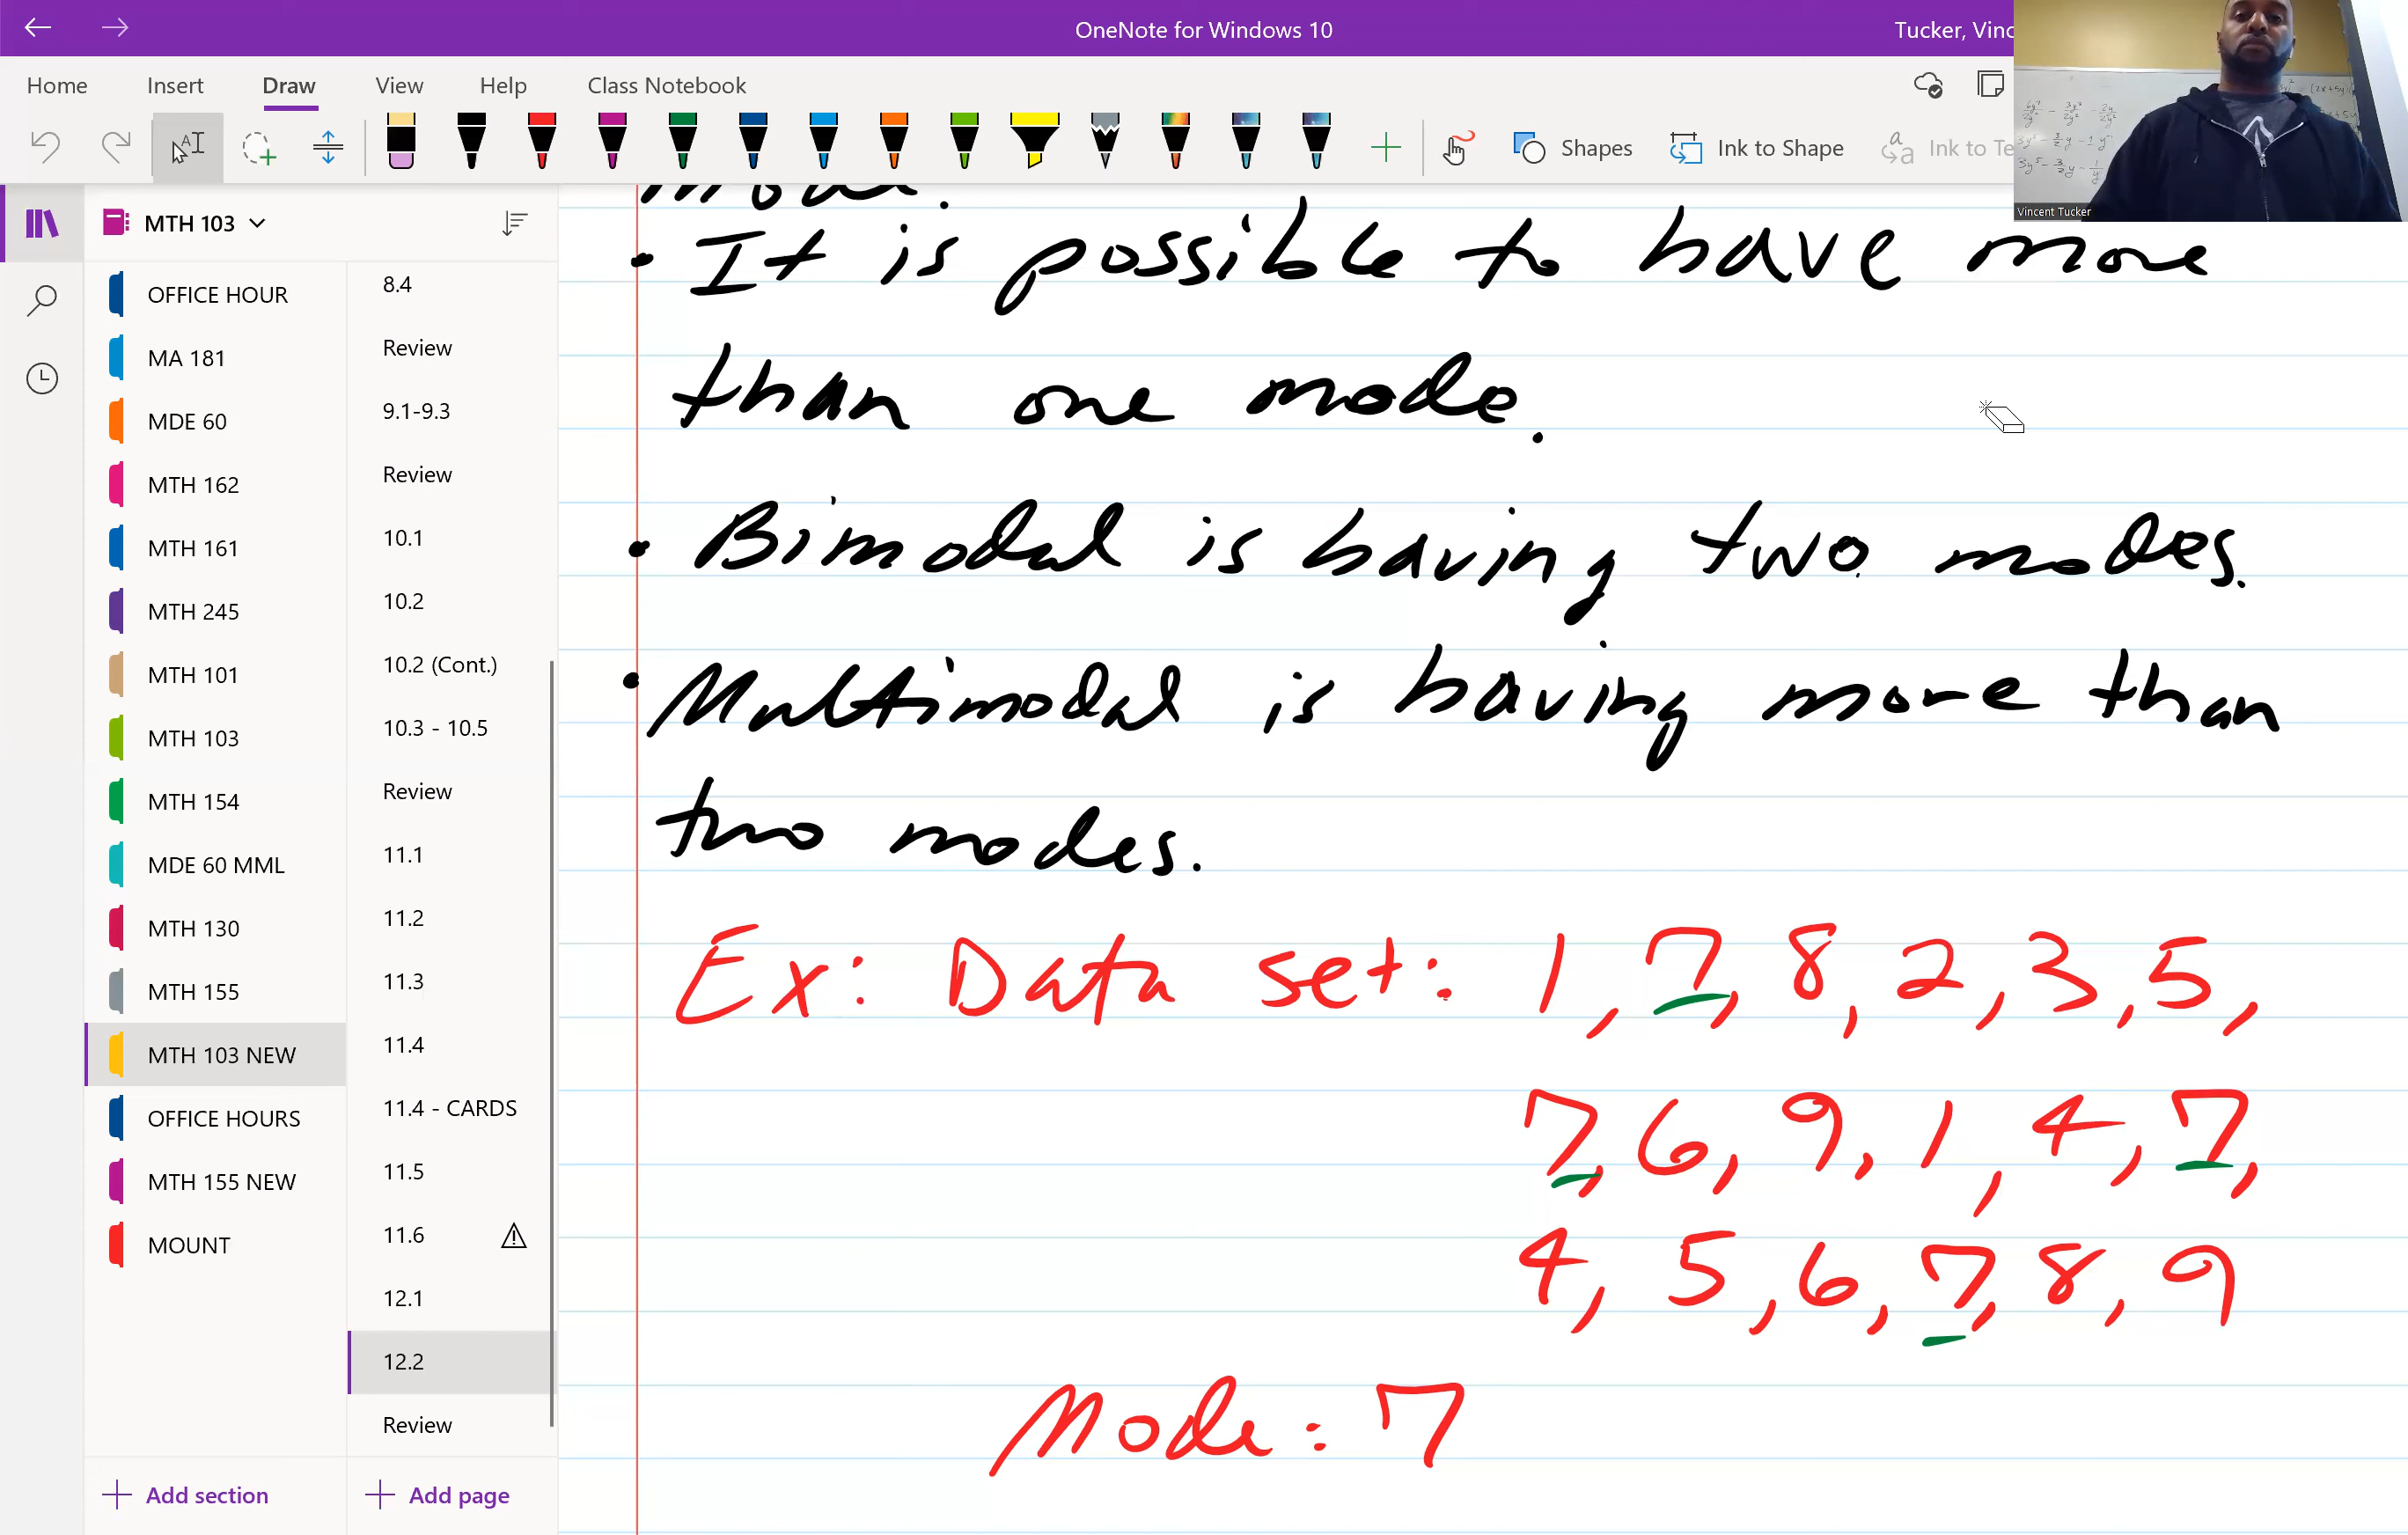 OneNote for Windows 10
Tucker, Vinc
Home Insert Draw View Help Class Notebook
Shapes Ink to Shape Ink to Te
Vincent Tucker
MTH 103
OFFICE HOUR
MA 181
MDE 60
MTH 162
MTH 161
MTH 245
MTH 101
MTH 103
MTH 154
MDE 60 MML
MTH 130
MTH 155
MTH 103 NEW
OFFICE HOURS
MTH 155 NEW
MOUNT
Add section
8.4
Review
9.1-9.3
Review
10.1
10.2
10.2 (Cont.)
10.3 - 10.5
Review
11.1
11.2
11.3
11.4
11.4 - CARDS
11.5
11.6
12.1
12.2
Review
Add page
mode.
• It is possible to have more
than one mode.
• Bimodal is having two modes.
• Multimodal is having more than
two modes.
Ex: Data set: 1, 7, 8, 2, 3, 5,
7, 6, 9, 1, 4, 7,
4, 5, 6, 7, 8, 9
Mode: 7